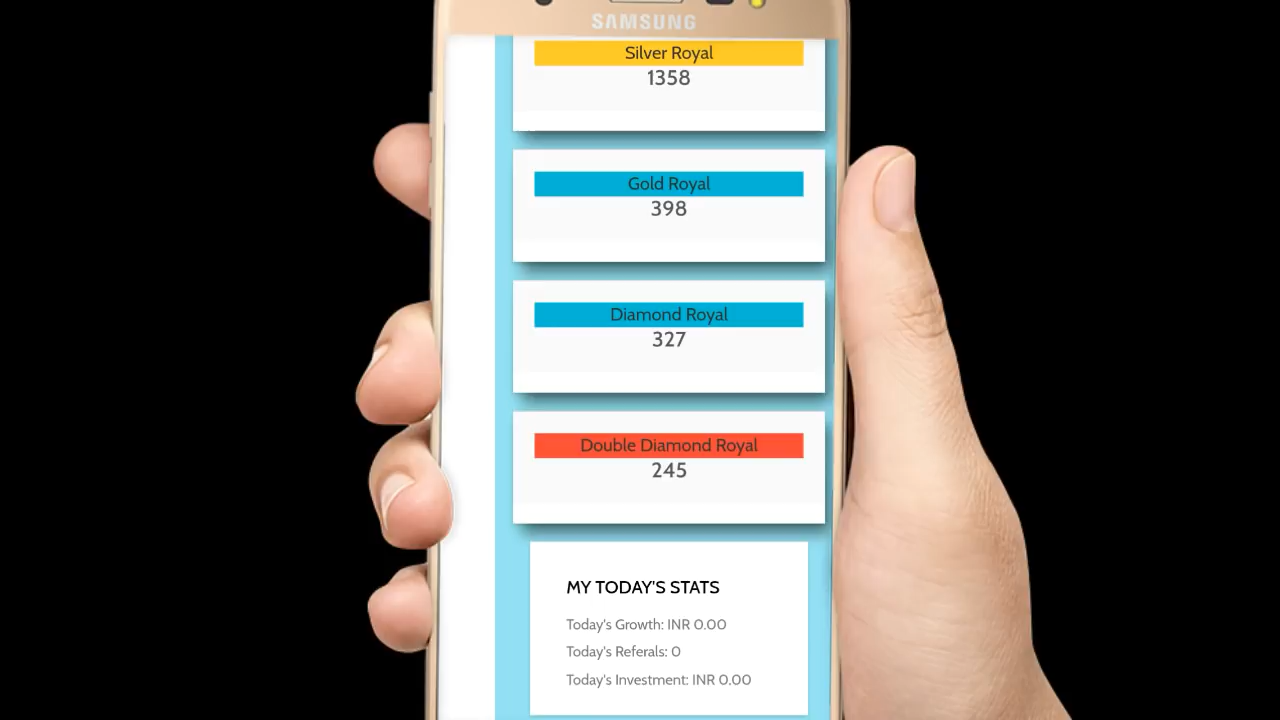 SAMSUNG
Silver Royal
1358
Gold Royal
398
Diamond Royal
327
Double Diamond Royal
245
MY TODAY'S STATS
Today's Growth: INR 0.00
Today's Referals: 0
Today's Investment: INR 0.00